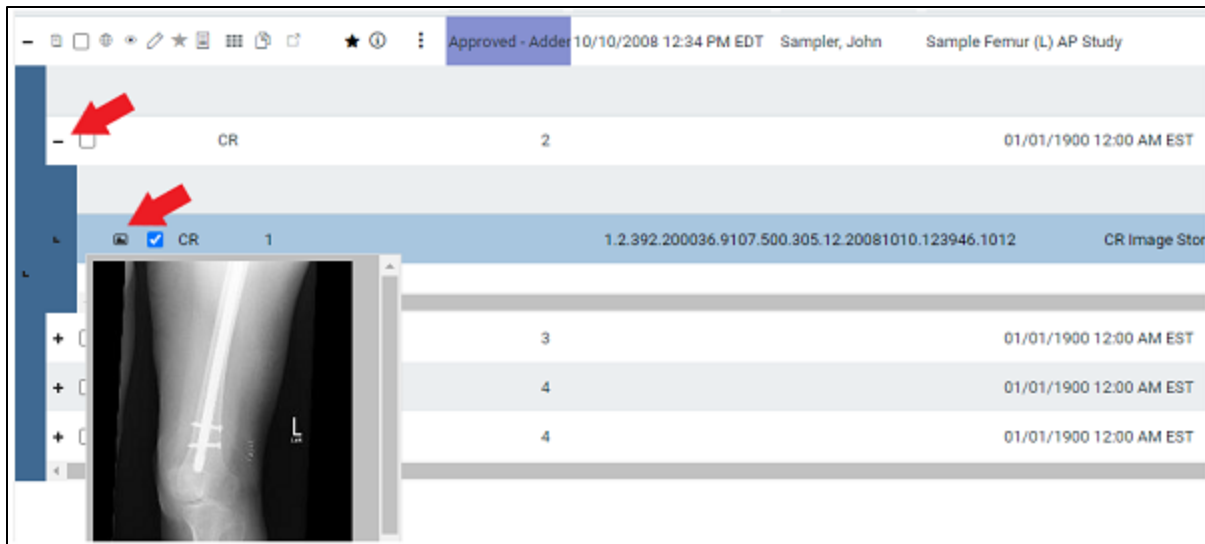 Approved - Adder 10/10/2008 12:34 PM EDT Sampler, John Sample Femur (L) AP Study
CR 2 01/01/1900 12:00 AM EST
CR 1 1.2.392.200036.9107.500.305.12.20081010.123946.1012 CR Image Stor
3 01/01/1900 12:00 AM EST
4 01/01/1900 12:00 AM EST
L
4 01/01/1900 12:00 AM EST